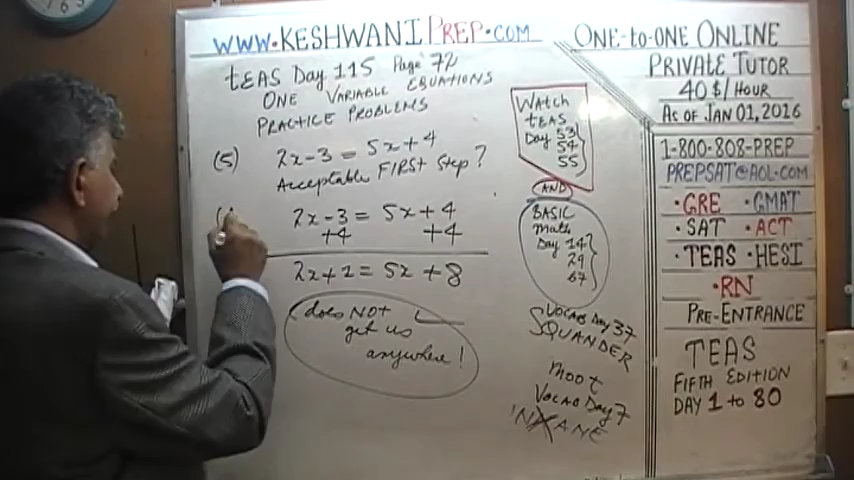 www.KESHWANIPREP.COM
TEAS Day 115 Page 72
ONE VARIABLE EQUATIONS
PRACTICE PROBLEMS
(5) 2x-3=5x+4
Acceptable FIRST Step?
2x-3=5x+4
+4 +4
2x+1=5x+8
does NOT
get us
anywhere!
Watch
TEAS
Day 53
54
55
AND
BASIC
Math
Day 14
29
67
VOCAB Day 37
SQUANDER
moot
VOCAB Day 7
ONE-to-ONE ONLINE
PRIVATE TUTOR
40$/HOUR
As of JAN 01,2016
1-800-808-PREP
PREPSAT@AOL.COM
•GRE •GMAT
•SAT •ACT
•TEAS •HESI
•RN
PRE-ENTRANCE
TEAS
FIFTH EDITION
DAY 1 to 80